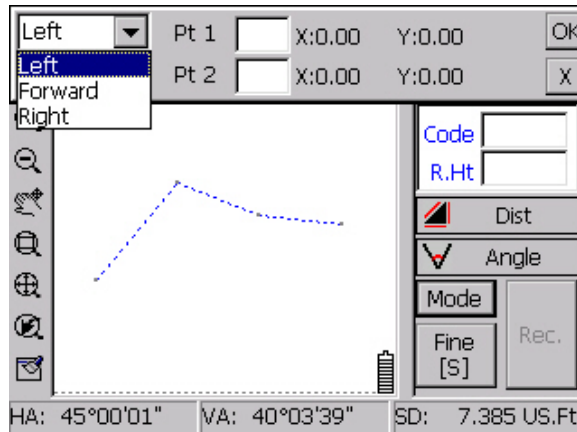 Left Pt 1 X:0.00 Y:0.00 OK
Left Pt 2 X:0.00 Y:0.00 X
Forward
Right
Code
R.Ht
Dist
Angle
Mode
Fine [S]
Rec.
HA: 45°00'01" VA: 40°03'39" SD: 7.385 US.Ft